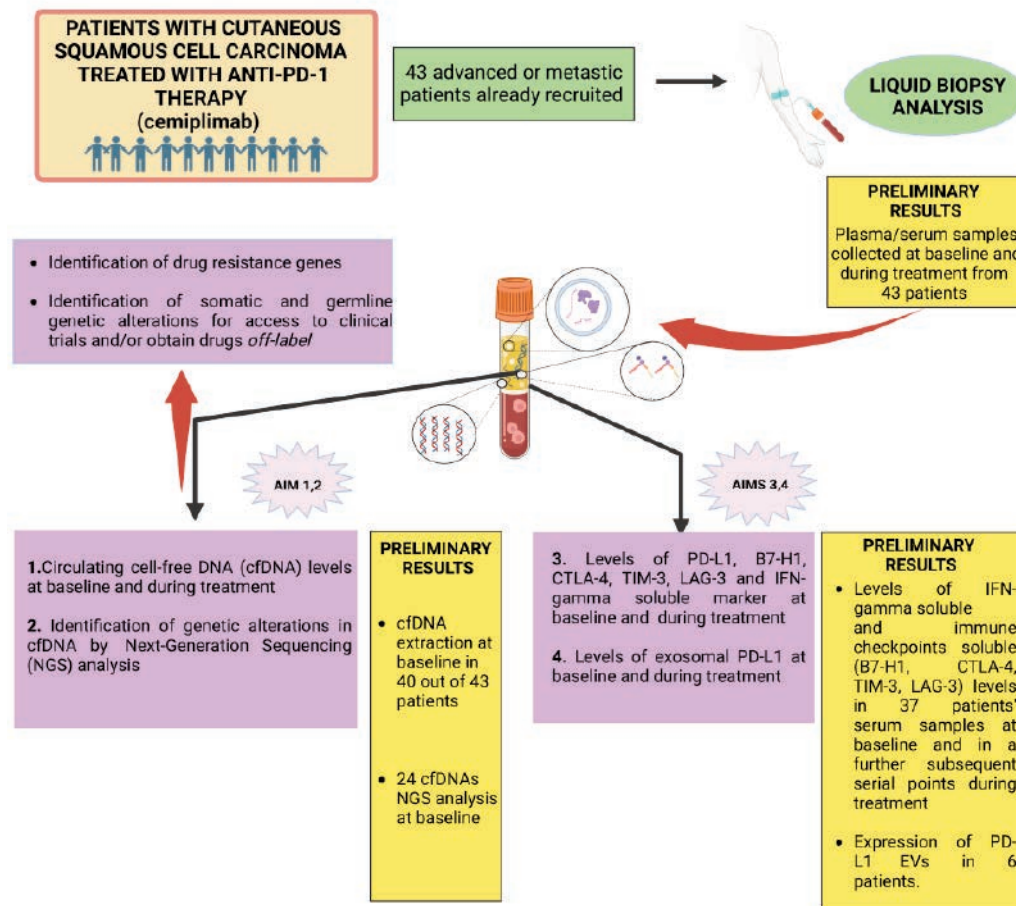 PATIENTS WITH CUTANEOUS
SQUAMOUS CELL CARCINOMA
TREATED WITH ANTI-PD-1
THERAPY
(cemiplimab)
43 advanced or metastic
patients already recruited
LIQUID BIOPSY
ANALYSIS
PRELIMINARY
RESULTS
Plasma/serum samples
collected at baseline and
during treatment from
43 patients
• Identification of drug resistance genes
• Identification of somatic and germline
genetic alterations for access to clinical
trials and/or obtain drugs off-label
AIM 1,2
AIMS 3,4
1.Circulating cell-free DNA (cfDNA) levels
at baseline and during treatment
2. Identification of genetic alterations in
cfDNA by Next-Generation Sequencing
(NGS) analysis
PRELIMINARY
RESULTS
• cfDNA
extraction at
baseline in
40 out of 43
patients
• 24 cfDNAs
NGS analysis
at baseline
3. Levels of PD-L1, B7-H1,
CTLA-4, TIM-3, LAG-3 and IFN-
gamma soluble marker at
baseline and during treatment
4. Levels of exosomal PD-L1 at
baseline and during treatment
PRELIMINARY
RESULTS
• Levels of IFN-
gamma soluble
and immune
checkpoints soluble
(B7-H1, CTLA-4,
TIM-3, LAG-3) levels
in 37 patients'
serum samples at
baseline and in a
further subsequent
serial points during
treatment
• Expression of PD-
L1 EVs in 6
patients.